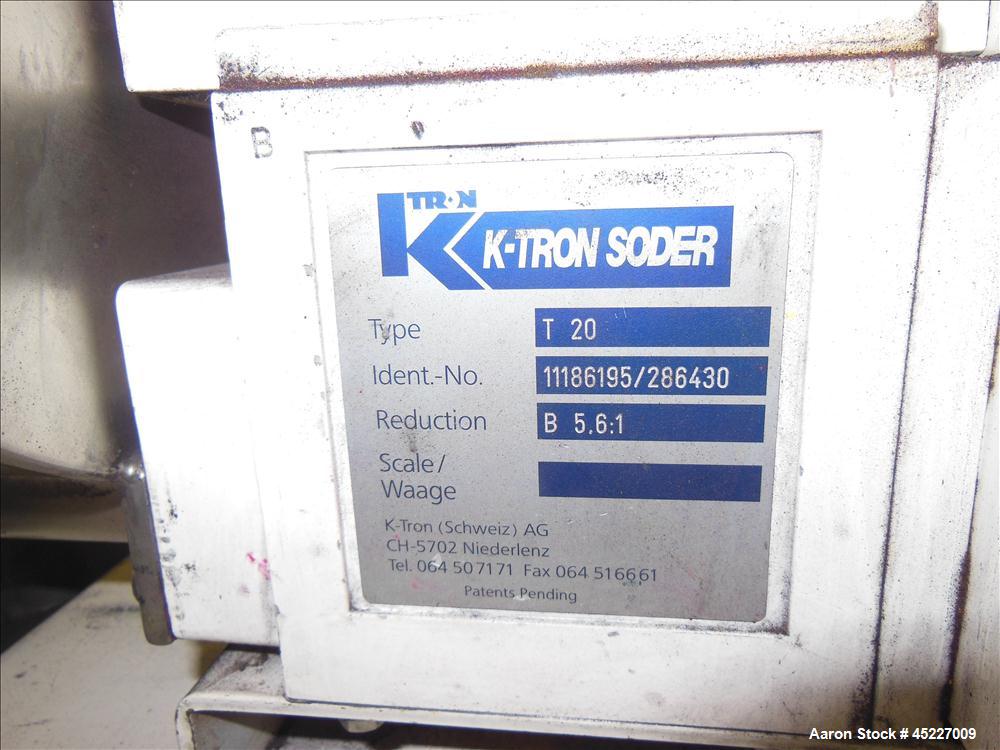 B
K TRON
K-TRON SODER
Type T 20
Ident.-No. 11186195/286430
Reduction B 5.6:1
Scale/
Waage
K-Tron (Schweiz) AG
CH-5702 Niederlenz
Tel. 064 507171 Fax 064 516661
Patents Pending
Aaron Stock # 45227009